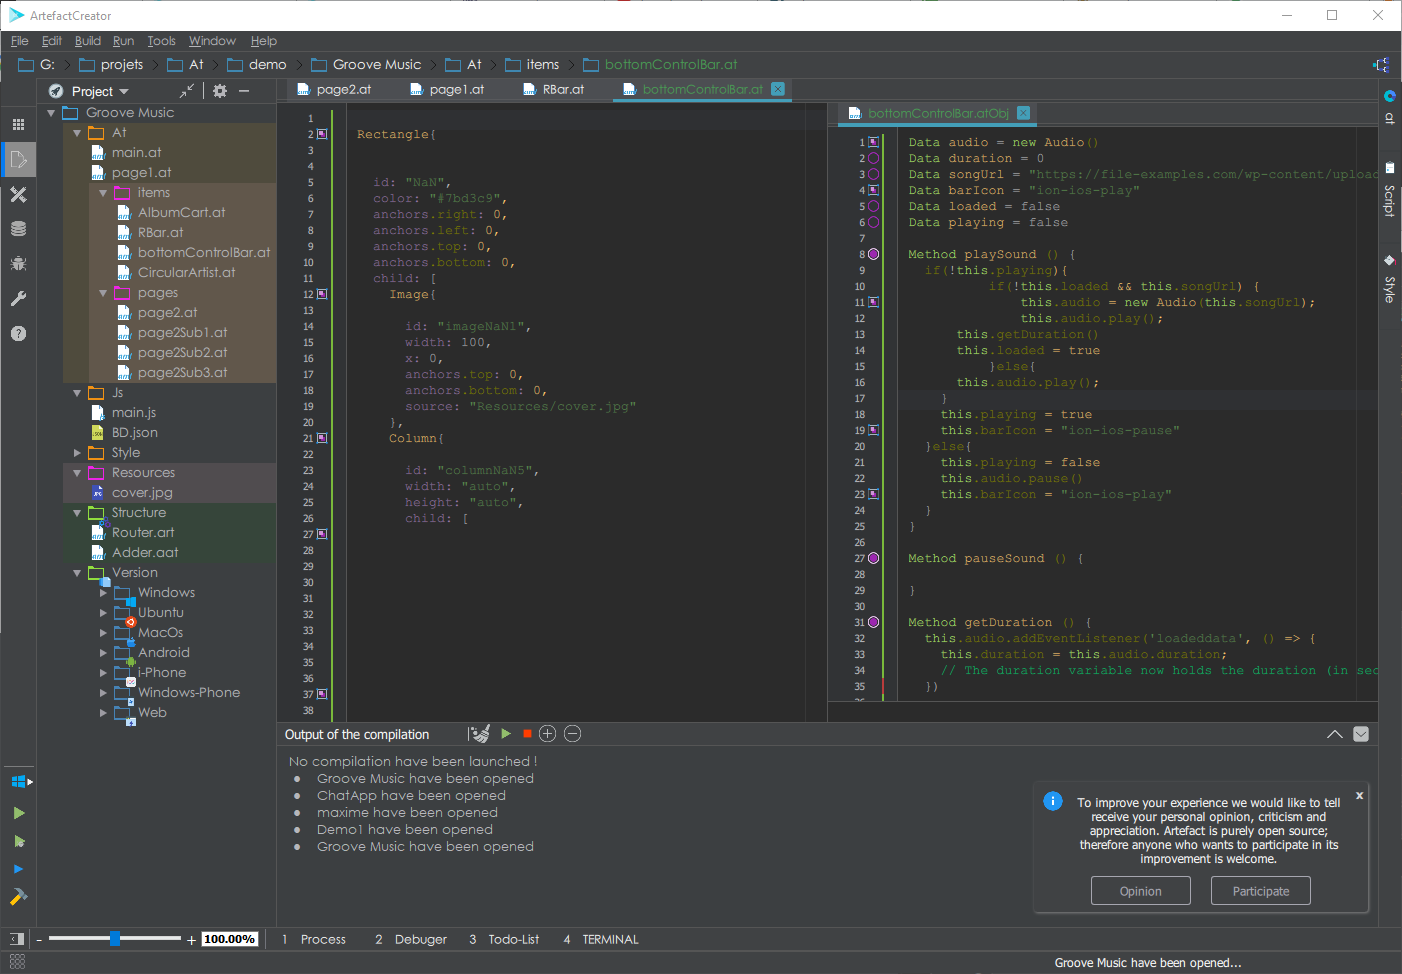 ArtefactCreator
File Edit Build Run Tools Window Help
G: projets At demo Groove Music At items bottomControlBar.at
Project
page2.at page1.at RBar.at bottomControlBar.at
Groove Music
At
main.at
page1.at
items
AlbumCart.at
RBar.at
bottomControlBar.at
CircularArtist.at
pages
page2.at
page2Sub1.at
page2Sub2.at
page2Sub3.at
Js
main.js
BD.json
Style
Resources
cover.jpg
Structure
Router.art
Adder.aat
Version
Windows
Ubuntu
MacOs
Android
i-Phone
Windows-Phone
Web
1
2 Rectangle{
3
4
5 id: "NaN",
6 color: "#7bd3c9",
7 anchors.right: 0,
8 anchors.left: 0,
9 anchors.top: 0,
10 anchors.bottom: 0,
11 child: [
12 Image{
13
14 id: "imageNaN1",
15 width: 100,
16 x: 0,
17 anchors.top: 0,
18 anchors.bottom: 0,
19 source: "Resources/cover.jpg"
20 },
21 Column{
22
23 id: "columnNaN5",
24 width: "auto",
25 height: "auto",
26 child: [
27
28
29
30
31
32
33
34
35
36
37
38
bottomControlBar.atObj
1 Data audio = new Audio()
2 Data duration = 0
3 Data songUrl = "https://file-examples.com/wp-content/upload
4 Data barIcon = "ion-ios-play"
5 Data loaded = false
6 Data playing = false
7
8 Method playSound () {
9 if(!this.playing){
10 if(!this.loaded && this.songUrl) {
11 this.audio = new Audio(this.songUrl);
12 this.audio.play();
13 this.getDuration()
14 this.loaded = true
15 }else{
16 this.audio.play();
17 }
18 this.playing = true
19 this.barIcon = "ion-ios-pause"
20 }else{
21 this.playing = false
22 this.audio.pause()
23 this.barIcon = "ion-ios-play"
24 }
25 }
26
27 Method pauseSound () {
28
29 }
30
31 Method getDuration () {
32 this.audio.addEventListener('loadeddata', () => {
33 this.duration = this.audio.duration;
34 // The duration variable now holds the duration (in sec
35 })
at
Script
Style
Output of the compilation
No compilation have been launched !
● Groove Music have been opened
● ChatApp have been opened
● maxime have been opened
● Demo1 have been opened
● Groove Music have been opened
x
To improve your experience we would like to tell
receive your personal opinion, criticism and
appreciation. Artefact is purely open source;
therefore anyone who wants to participate in its
improvement is welcome.
Opinion Participate
- + 100.00% 1 Process 2 Debuger 3 Todo-List 4 TERMINAL
Groove Music have been opened...